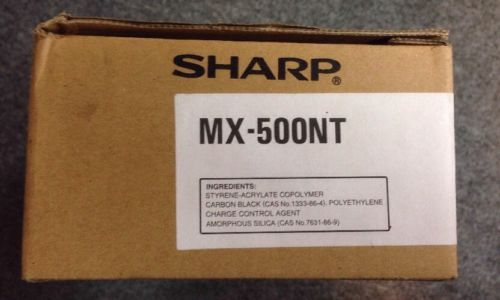 SHARP®
MX-500NT
INGREDIENTS:
STYRENE-ACRYLATE COPOLYMER
CARBON BLACK (CAS No.1333-86-4), POLYETHYLENE
CHARGE CONTROL AGENT
AMORPHOUS SILICA (CAS No.7631-86-9)